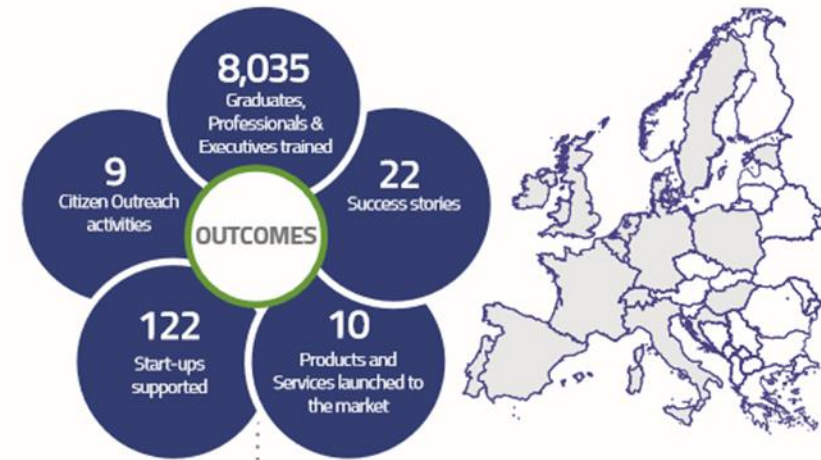 8,035
Graduates,
Professionals &
Executives trained
9
Citizen Outreach
activities
22
Success stories
OUTCOMES
122
Start-ups
supported
10
Products and
Services launched to
the market